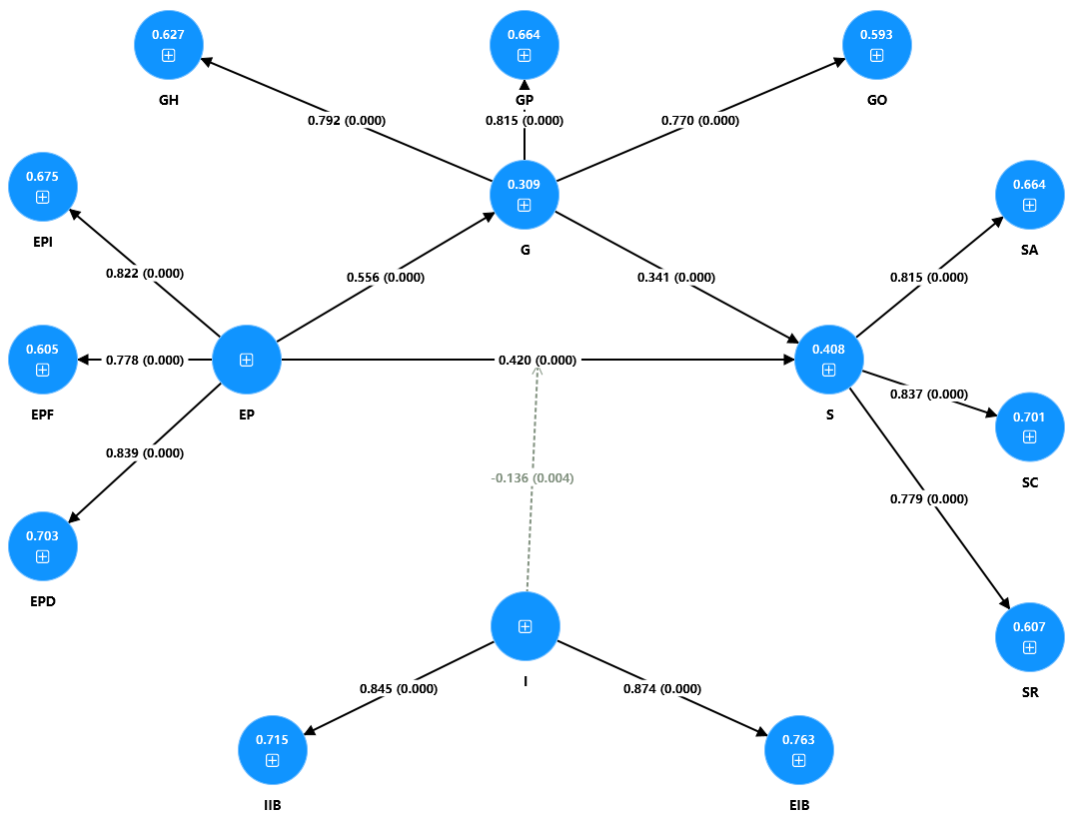 0.627
GH
0.664
GP
0.593
GO
0.792 (0.000)
0.815 (0.000)
0.770 (0.000)
0.675
EPI
0.309
G
0.664
SA
0.822 (0.000)
0.556 (0.000)
0.341 (0.000)
0.815 (0.000)
0.605
EPF
0.778 (0.000)
EP
0.420 (0.000)
0.408
S
0.837 (0.000)
0.701
SC
0.839 (0.000)
-0.136 (0.004)
0.779 (0.000)
0.703
EPD
I
0.607
SR
0.845 (0.000)
0.874 (0.000)
0.715
IIB
0.763
EIB